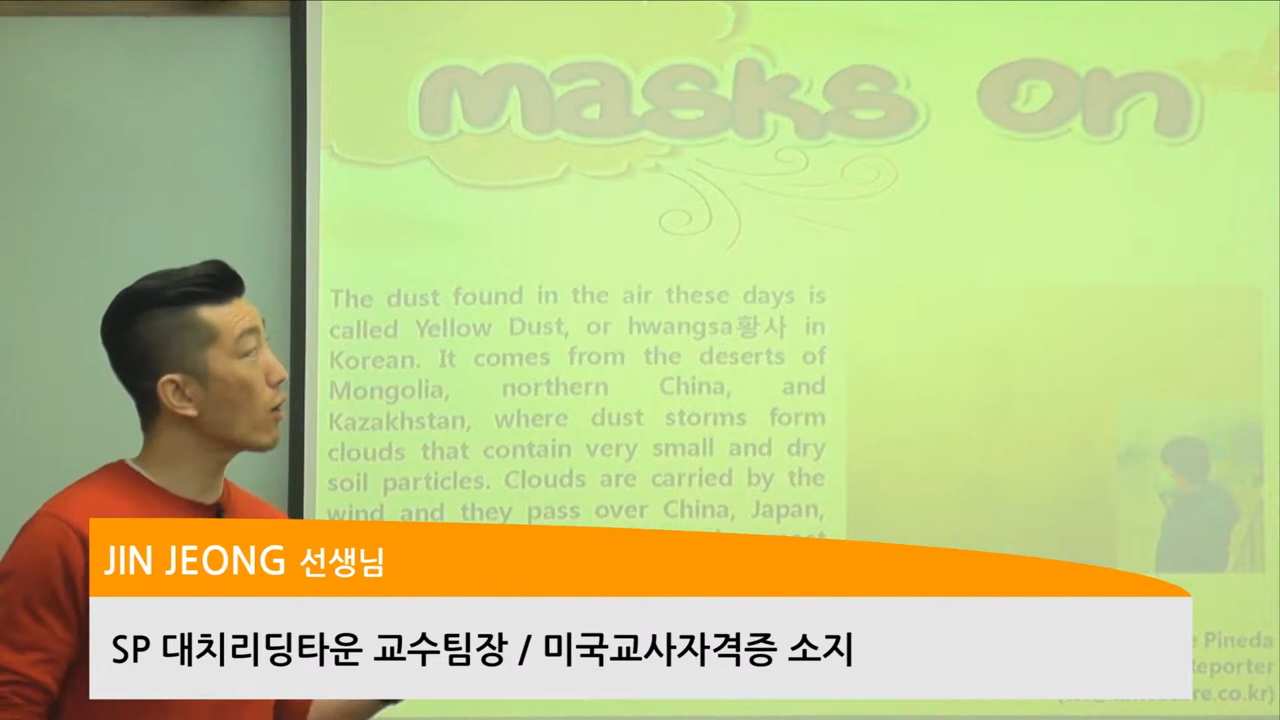 masks on
The dust found in the air these days is
called Yellow Dust, or hwangsa황사 in
Korean. It comes from the deserts of
Mongolia, northern China, and
Kazakhstan, where dust storms form
clouds that contain very small and dry
soil particles. Clouds are carried by the
wind and they pass over China, Japan,
Pineda
Reporter
re.co.kr)
JIN JEONG 선생님
SP 대치리딩타운 교수팀장 / 미국교사자격증 소지